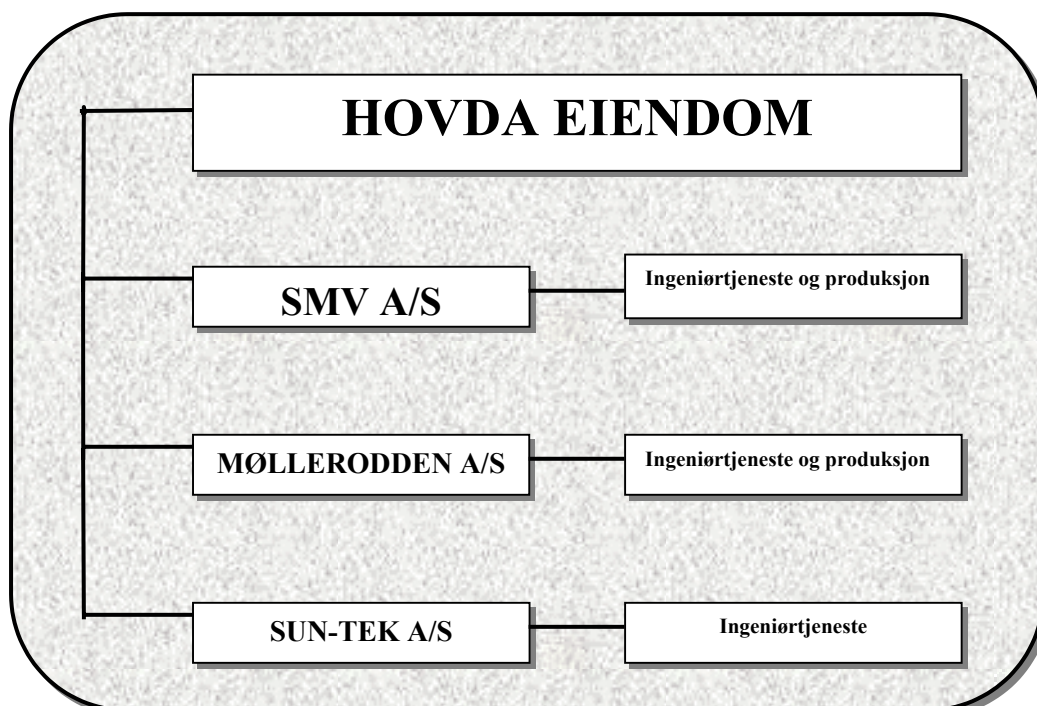 HOVDA EIENDOM
SMV A/S
Ingeniørtjeneste og produksjon
MØLLERODDEN A/S
Ingeniørtjeneste og produksjon
SUN-TEK A/S
Ingeniørtjeneste